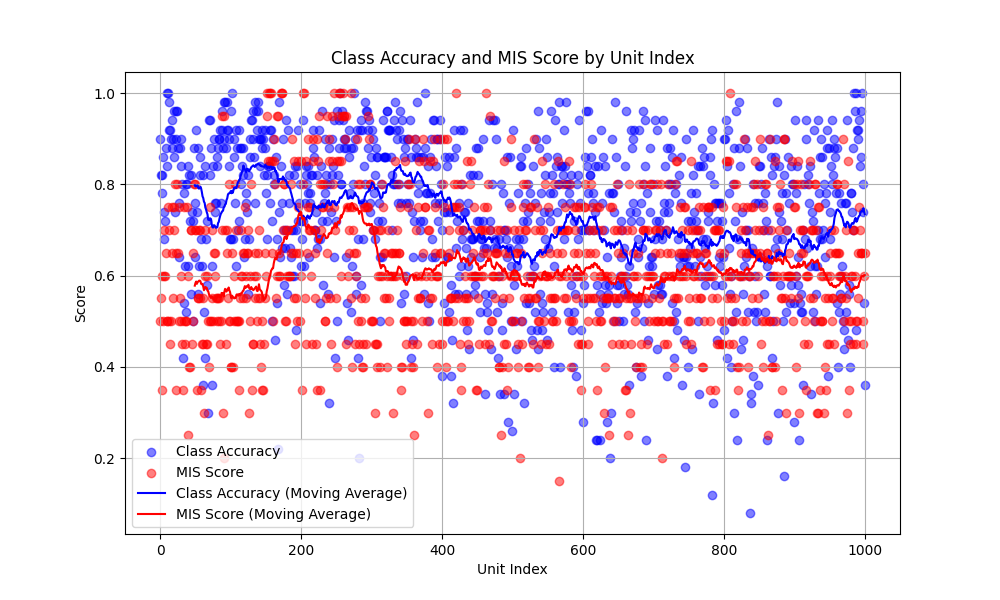 Class Accuracy and MIS Score by Unit Index
1.0
0.8
0.6
0.4
0.2
Score
Class Accuracy
MIS Score
Class Accuracy (Moving Average)
MIS Score (Moving Average)
0 200 400 600 800 1000
Unit Index